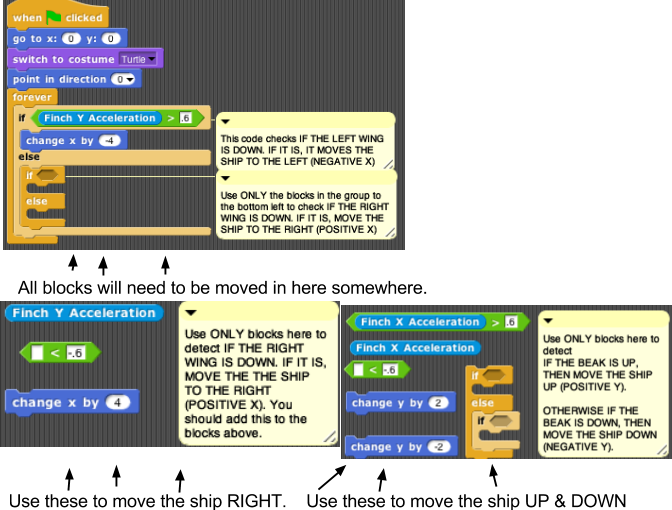 when clicked
go to x: 0 y: 0
switch to costume Turtle
point in direction 0
forever
if Finch Y Acceleration > .6
change x by -4
else
if
else
This code checks IF THE LEFT WING
IS DOWN. IF IT IS, IT MOVES THE
SHIP TO THE LEFT (NEGATIVE X)
Use ONLY the blocks in the group to
the bottom left to check IF THE RIGHT
WING IS DOWN. IF IT IS, MOVE THE
SHIP TO THE RIGHT (POSITIVE X)
All blocks will need to be moved in here somewhere.
Finch Y Acceleration
< -.6
change x by 4
Use ONLY blocks here to
detect IF THE RIGHT
WING IS DOWN. IF IT IS,
MOVE THE THE SHIP
TO THE RIGHT
(POSITIVE X). You
should add this to the
blocks above.
Finch X Acceleration > .6
Finch X Acceleration
< -.6
change y by 2
change y by -2
if
else
if
Use ONLY blocks here to
detect
IF THE BEAK IS UP,
THEN MOVE THE SHIP
UP (POSITIVE Y).
OTHERWISE IF THE
BEAK IS DOWN, THEN
MOVE THE SHIP DOWN
(NEGATIVE Y).
Use these to move the ship RIGHT.
Use these to move the ship UP & DOWN